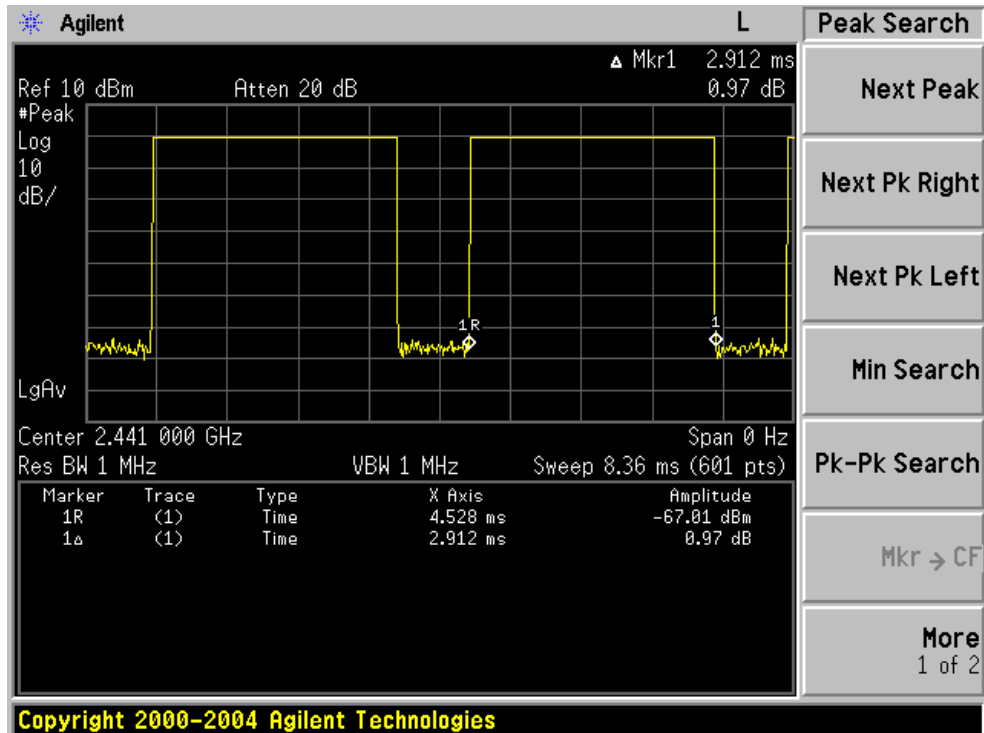 Agilent L Peak Search
Δ Mkr1 2.912 ms
Ref 10 dBm Atten 20 dB 0.97 dB
#Peak
Log
10
dB/
1R 1
LgAv
Center 2.441 000 GHz Span 0 Hz
Res BW 1 MHz VBW 1 MHz Sweep 8.36 ms (601 pts)
Marker Trace Type X Axis Amplitude
1R (1) Time 4.528 ms -67.01 dBm
1Δ (1) Time 2.912 ms 0.97 dB
Next Peak
Next Pk Right
Next Pk Left
Min Search
Pk-Pk Search
Mkr → CF
More
1 of 2
Copyright 2000-2004 Agilent Technologies